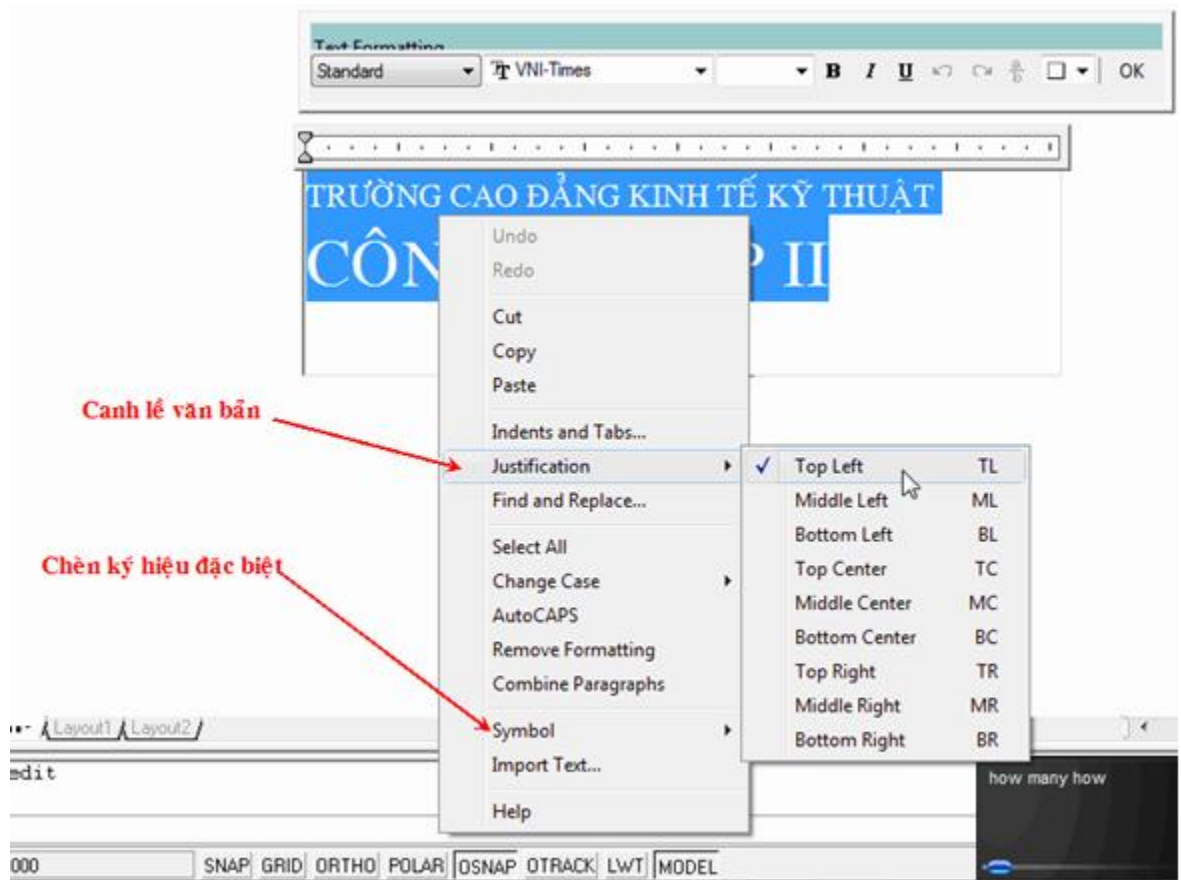 Text Formatting
Standard VNI-Times B I U OK
TRƯỜNG CAO ĐẲNG KINH TẾ KỸ THUẬT
CÔN P II
Undo
Redo
Cut
Copy
Paste
Canh lề văn bản
Indents and Tabs...
Justification
Find and Replace...
Select All
Chèn ký hiệu đặc biệt
Change Case
AutoCAPS
Remove Formatting
Combine Paragraphs
Symbol
Import Text...
Help
Top Left TL
Middle Left ML
Bottom Left BL
Top Center TC
Middle Center MC
Bottom Center BC
Top Right TR
Middle Right MR
Bottom Right BR
Layout1 Layout2
edit
how many how
000 SNAP GRID ORTHO POLAR OSNAP OTRACK LWT MODEL